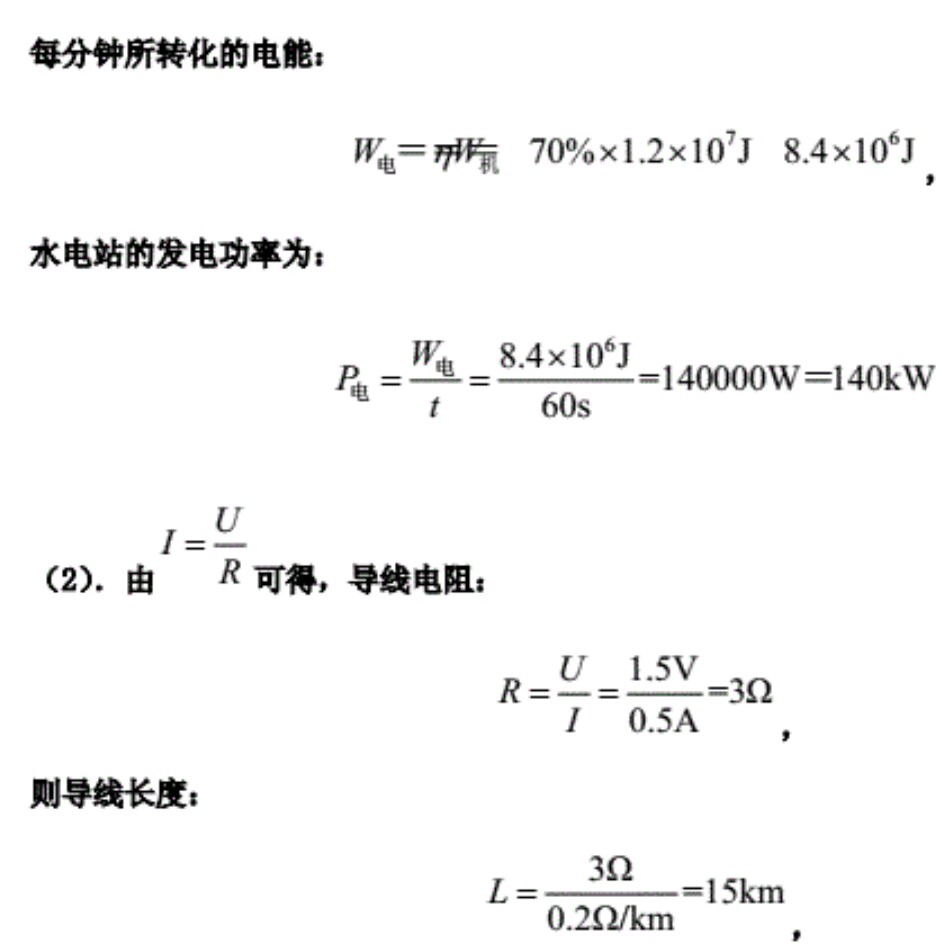 每分钟所转化的电能：
W电＝ηW机 70%×1.2×10⁷J 8.4×10⁶J，
水电站的发电功率为：
P电 = W电/t = 8.4×10⁶J/60s =140000W＝140kW
（2）．由 I = U/R 可得，导线电阻：
R = U/I = 1.5V/0.5A =3Ω，
则导线长度：
L = 3Ω/0.2Ω/km =15km，